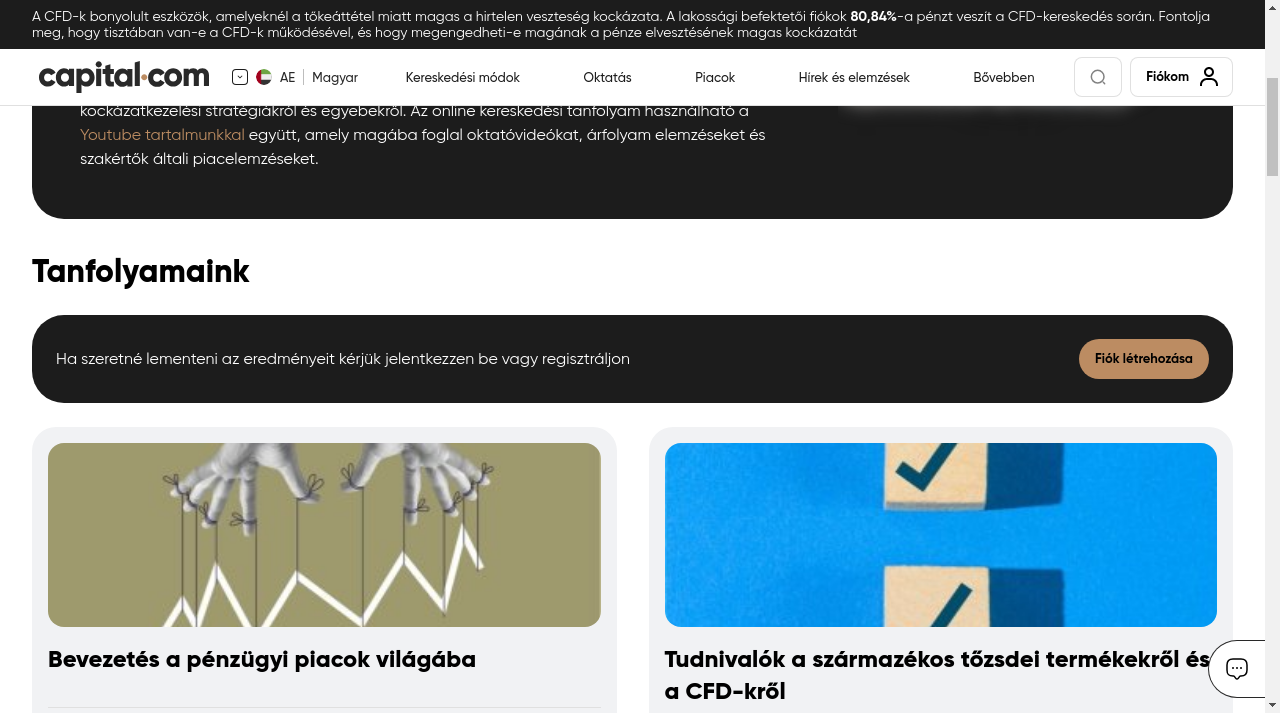 A CFD-k bonyolult eszközök, amelyeknél a tőkeáttétel miatt magas a hirtelen veszteség kockázata. A lakossági befektetői fiókok 80,84%-a pénzt veszít a CFD-kereskedés során. Fontolja
meg, hogy tisztában van-e a CFD-k működésével, és hogy megengedheti-e magának a pénze elvesztésének magas kockázatát
capital.com AE Magyar Kereskedési módok Oktatás Piacok Hírek és elemzések Bővebben Fiókom
kockázatkezelési stratégiákról és egyebekről. Az online kereskedési tanfolyam használható a
Youtube tartalmunkkal együtt, amely magába foglal oktatóvideókat, árfolyam elemzéseket és
szakértők általi piacelemzéseket.
Tanfolyamaink
Ha szeretné lementeni az eredményeit kérjük jelentkezzen be vagy regisztráljon
Fiók létrehozása
Bevezetés a pénzügyi piacok világába
Tudnivalók a származékos tőzsdei termékekről és
a CFD-kről